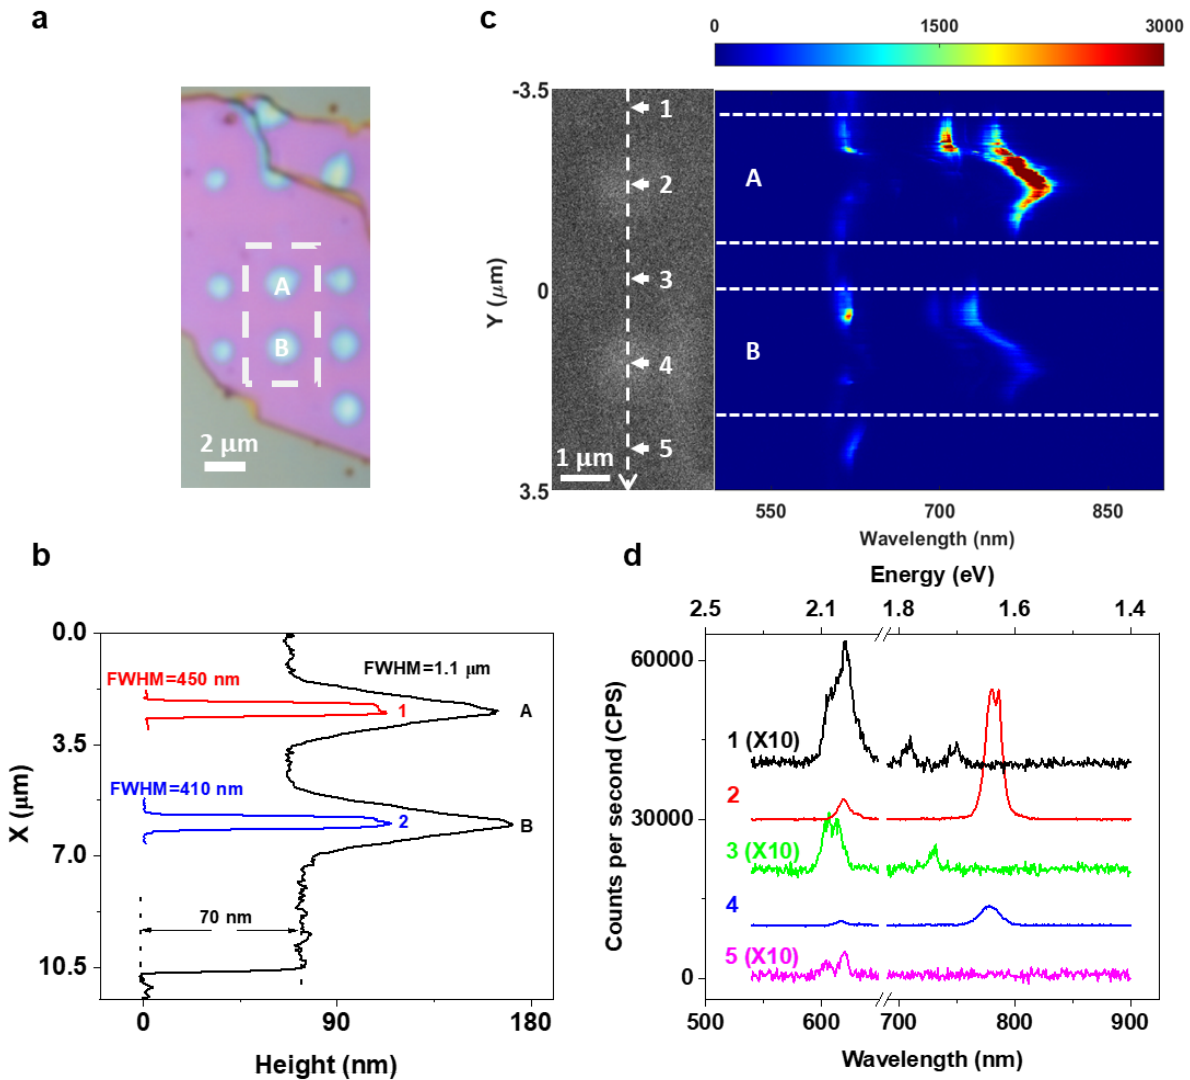 a
A
B
2 μm
c
0
1500
3000
-3.5
0
3.5
Y (μm)
1
2
3
4
5
1 μm
A
B
550
700
850
Wavelength (nm)
b
0.0
3.5
7.0
10.5
X (μm)
FWHM=450 nm
FWHM=1.1 μm
1
A
FWHM=410 nm
2
B
70 nm
0
90
180
Height (nm)
d
Energy (eV)
2.5
2.1
1.8
1.6
1.4
60000
30000
0
Counts per second (CPS)
1 (X10)
2
3 (X10)
4
5 (X10)
500
600
700
800
900
Wavelength (nm)